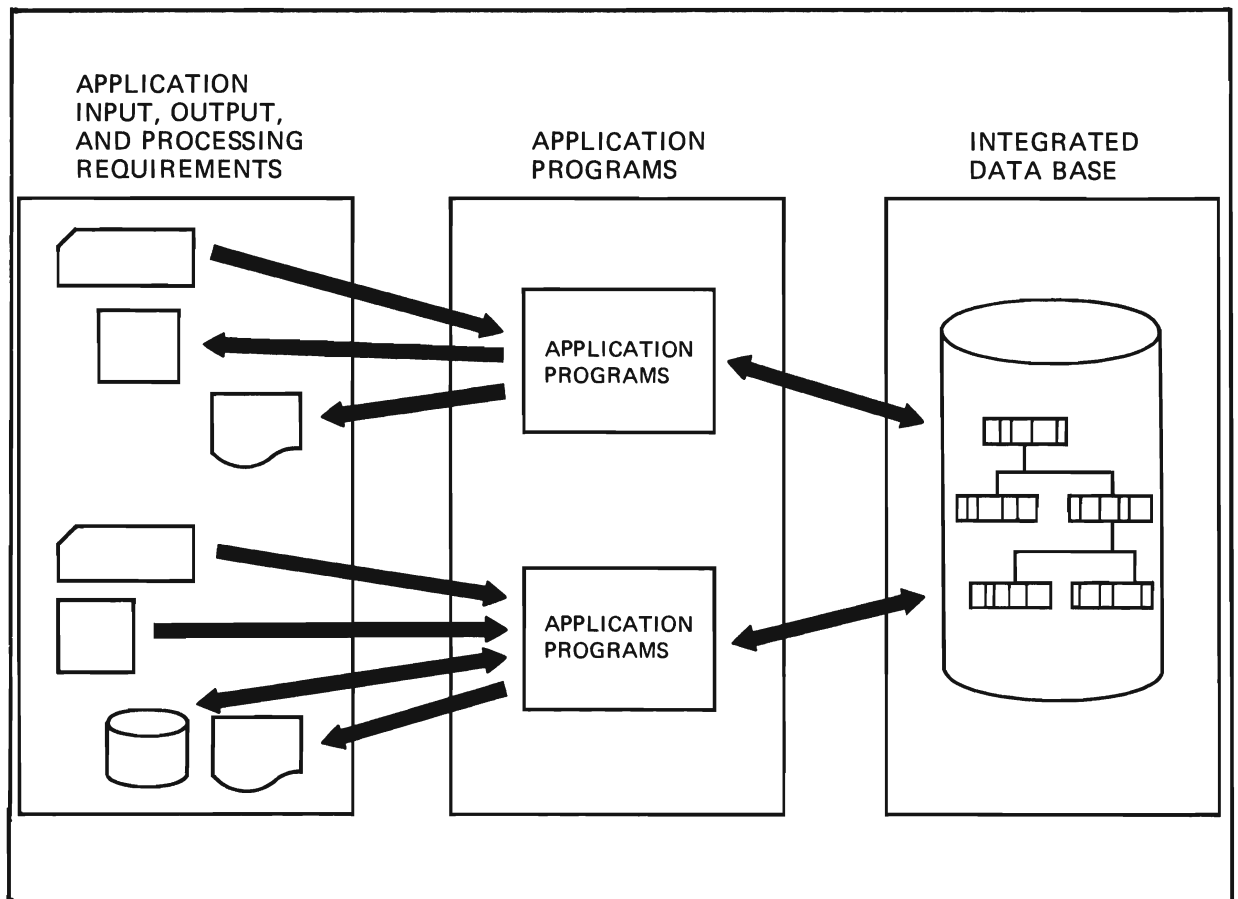 APPLICATION
INPUT, OUTPUT,
AND PROCESSING
REQUIREMENTS
APPLICATION
PROGRAMS
INTEGRATED
DATA BASE
APPLICATION
PROGRAMS
APPLICATION
PROGRAMS